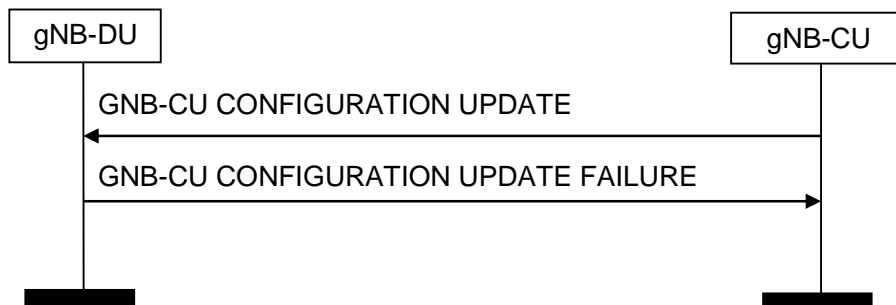 gNB-DU
gNB-CU
GNB-CU CONFIGURATION UPDATE
GNB-CU CONFIGURATION UPDATE FAILURE